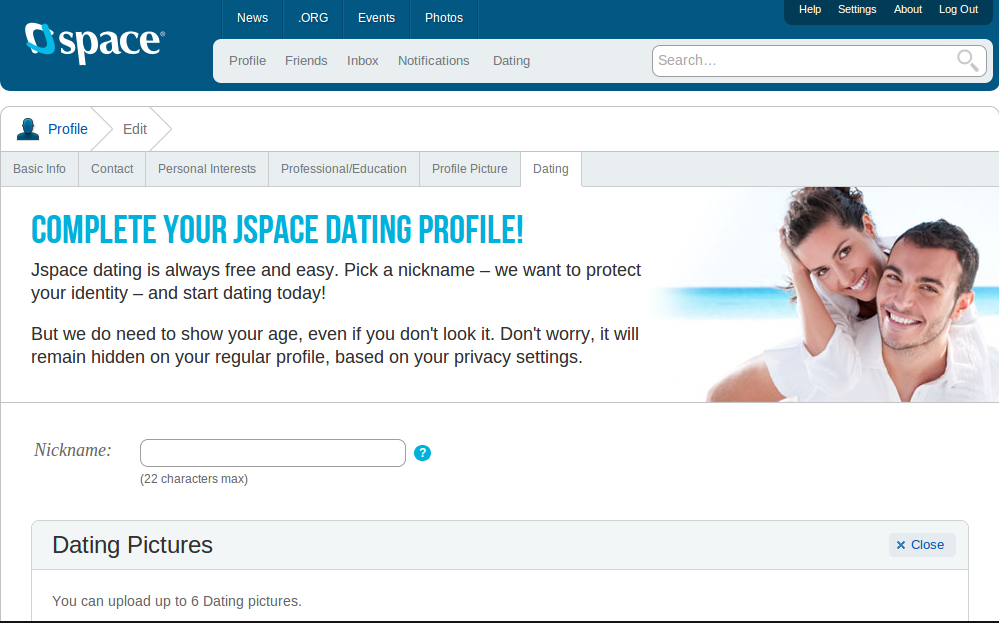 News .ORG Events Photos
Help Settings About Log Out
Jspace®
Profile Friends Inbox Notifications Dating
Search...
Profile Edit
Basic Info Contact Personal Interests Professional/Education Profile Picture Dating
COMPLETE YOUR JSPACE DATING PROFILE!
Jspace dating is always free and easy. Pick a nickname – we want to protect
your identity – and start dating today!
But we do need to show your age, even if you don't look it. Don't worry, it will
remain hidden on your regular profile, based on your privacy settings.
Nickname:
?
(22 characters max)
Dating Pictures
× Close
You can upload up to 6 Dating pictures.